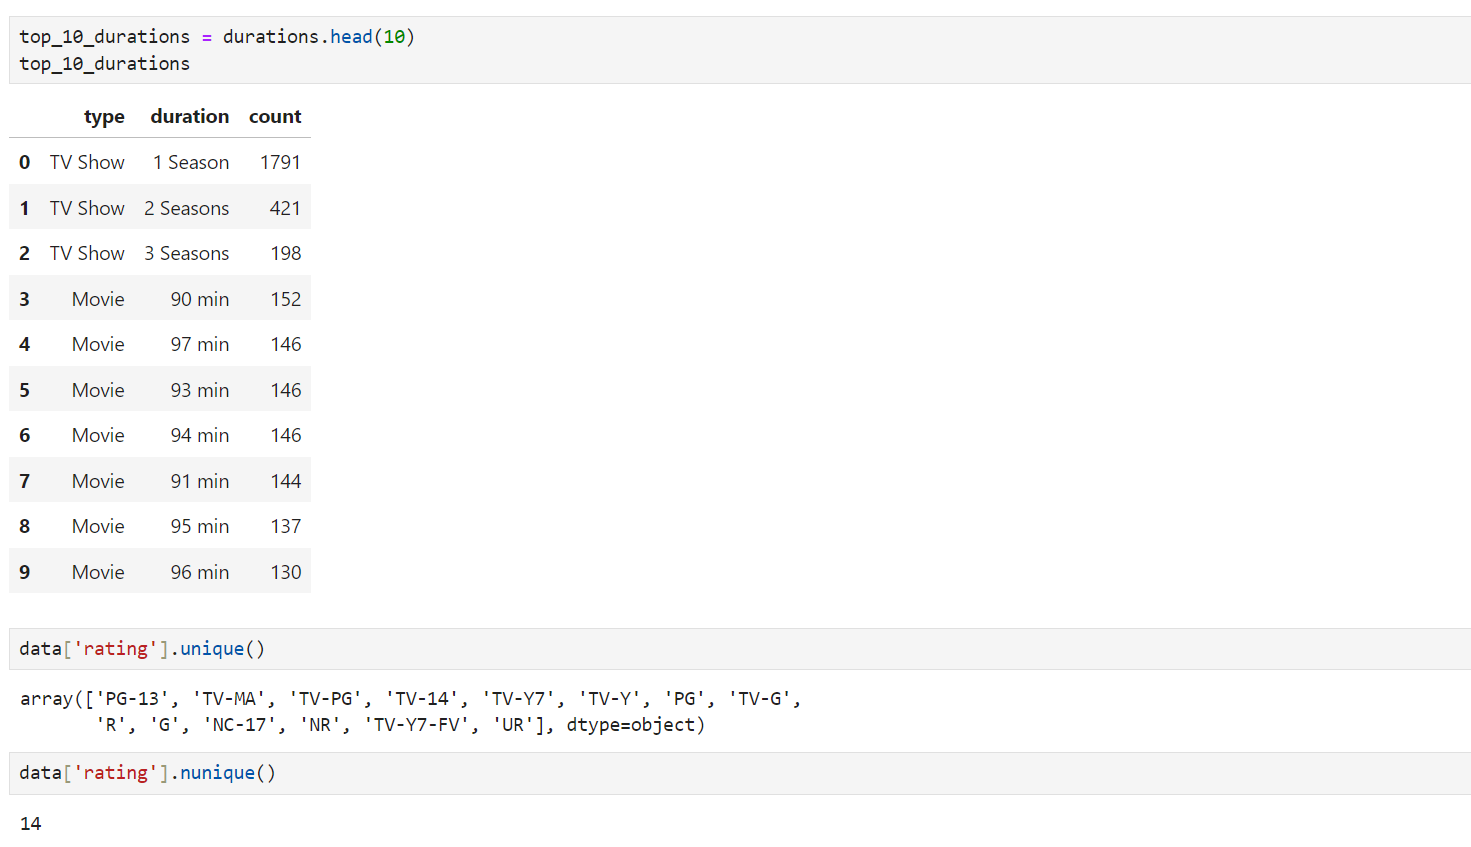 top_10_durations = durations.head(10)
top_10_durations
type duration count
0 TV Show 1 Season 1791
1 TV Show 2 Seasons 421
2 TV Show 3 Seasons 198
3 Movie 90 min 152
4 Movie 97 min 146
5 Movie 93 min 146
6 Movie 94 min 146
7 Movie 91 min 144
8 Movie 95 min 137
9 Movie 96 min 130
data['rating'].unique()
array(['PG-13', 'TV-MA', 'TV-PG', 'TV-14', 'TV-Y7', 'TV-Y', 'PG', 'TV-G',
'R', 'G', 'NC-17', 'NR', 'TV-Y7-FV', 'UR'], dtype=object)
data['rating'].nunique()
14